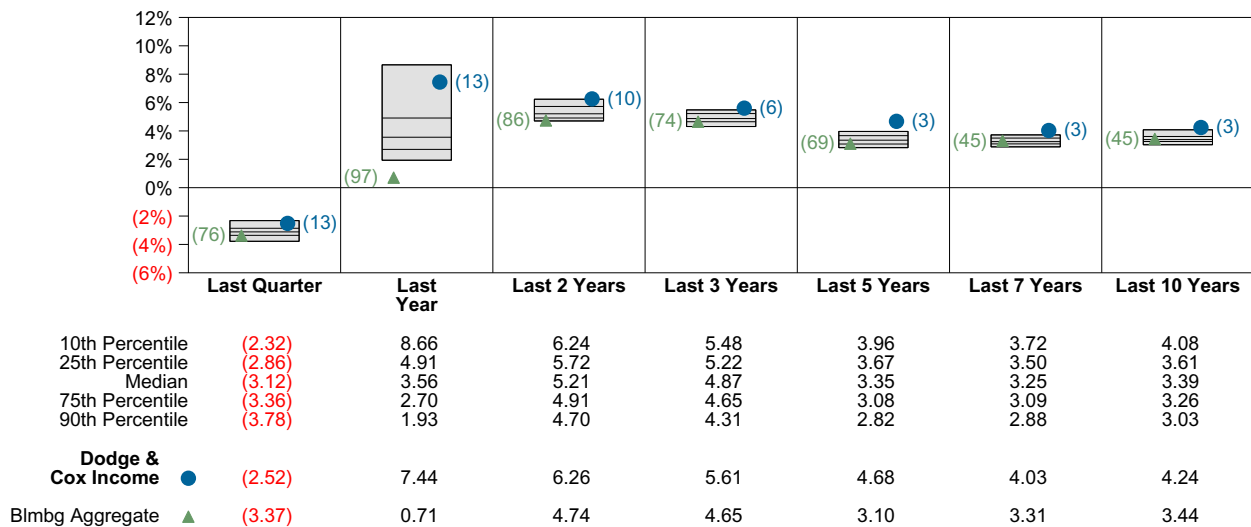 12%
10%
8%
6%
4%
2%
0%
(2%)
(4%)
(6%)
(76) (13)
(97) (13)
(86) (10)
(74) (6)
(69) (3)
(45) (3)
(45) (3)
Last Quarter Last Year Last 2 Years Last 3 Years Last 5 Years Last 7 Years Last 10 Years
10th Percentile (2.32) 8.66 6.24 5.48 3.96 3.72 4.08
25th Percentile (2.86) 4.91 5.72 5.22 3.67 3.50 3.61
Median (3.12) 3.56 5.21 4.87 3.35 3.25 3.39
75th Percentile (3.36) 2.70 4.91 4.65 3.08 3.09 3.26
90th Percentile (3.78) 1.93 4.70 4.31 2.82 2.88 3.03
Dodge &
Cox Income (2.52) 7.44 6.26 5.61 4.68 4.03 4.24
Blmbg Aggregate (3.37) 0.71 4.74 4.65 3.10 3.31 3.44